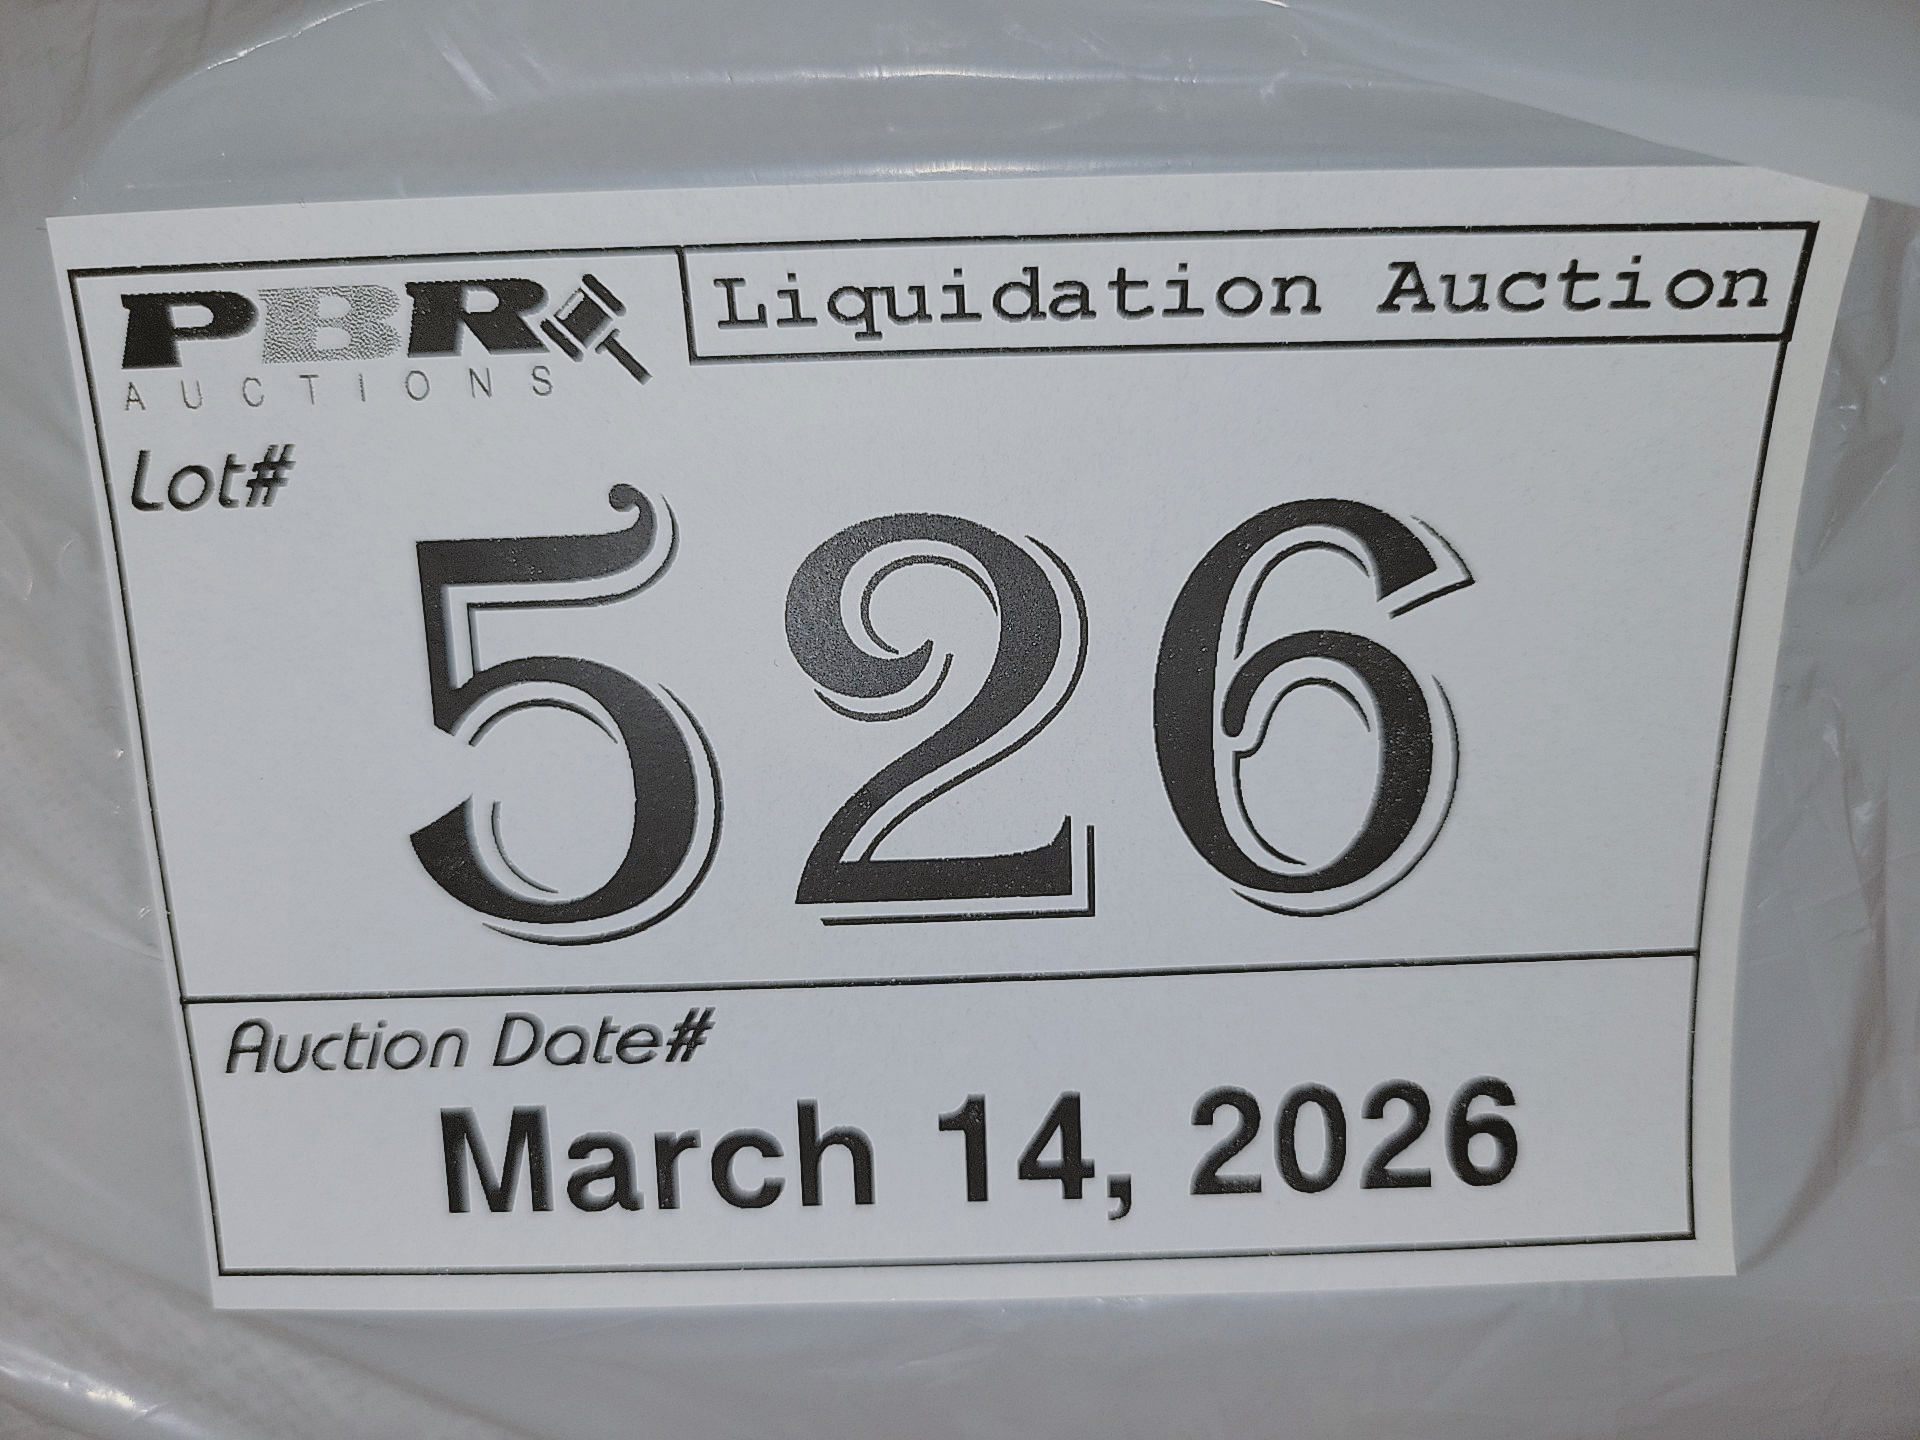 PBR
AUCTIONS
Liquidation Auction
Lot#
526
Auction Date#
March 14, 2026